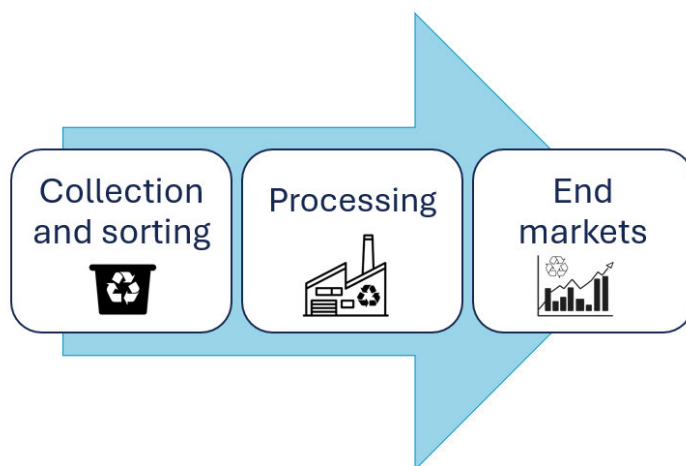 Collection
and sorting
Processing
End
markets